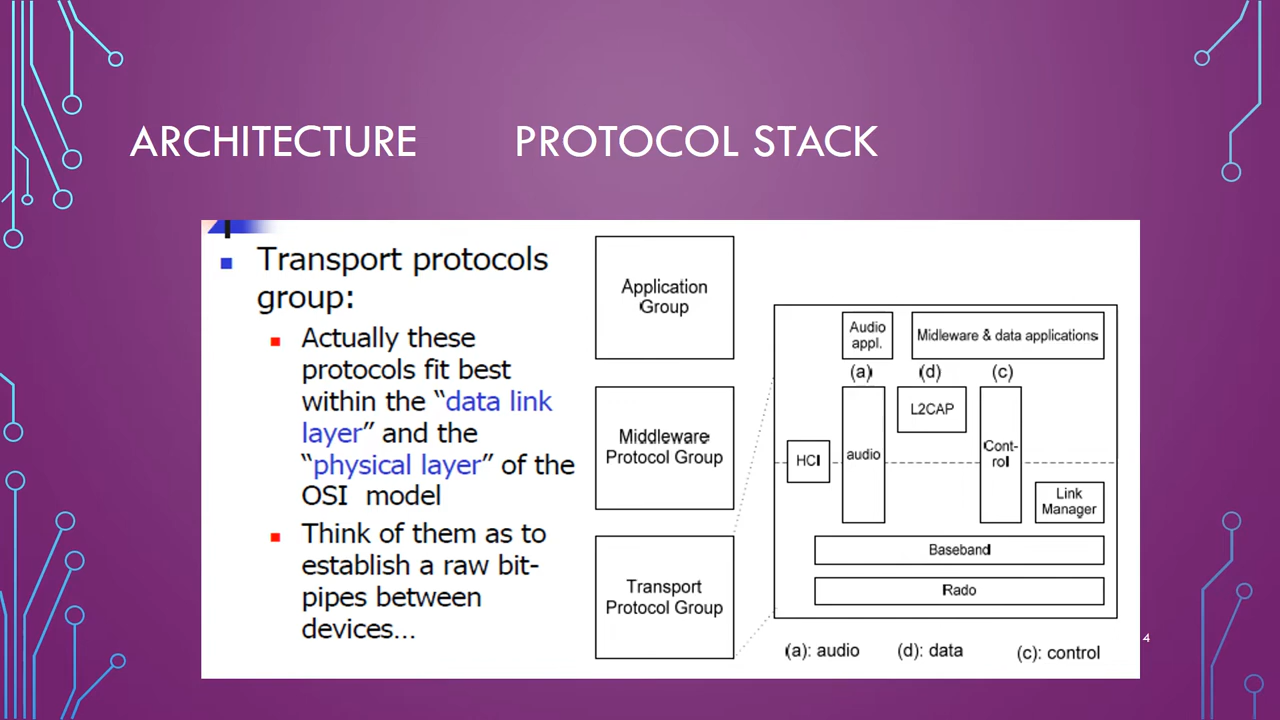 ARCHITECTURE PROTOCOL STACK
Transport protocols
group:
Actually these
protocols fit best
within the “data link
layer” and the
“physical layer” of the
OSI model
Think of them as to
establish a raw bit-
pipes between
devices...
Application
Group
Middleware
Protocol Group
Transport
Protocol Group
Audio
appl.
Midleware & data applications
(a)
(d)
(c)
L2CAP
HCI
audio
Cont-
rol
Link
Manager
Baseband
Rado
(a): audio
(d): data
(c): control
4